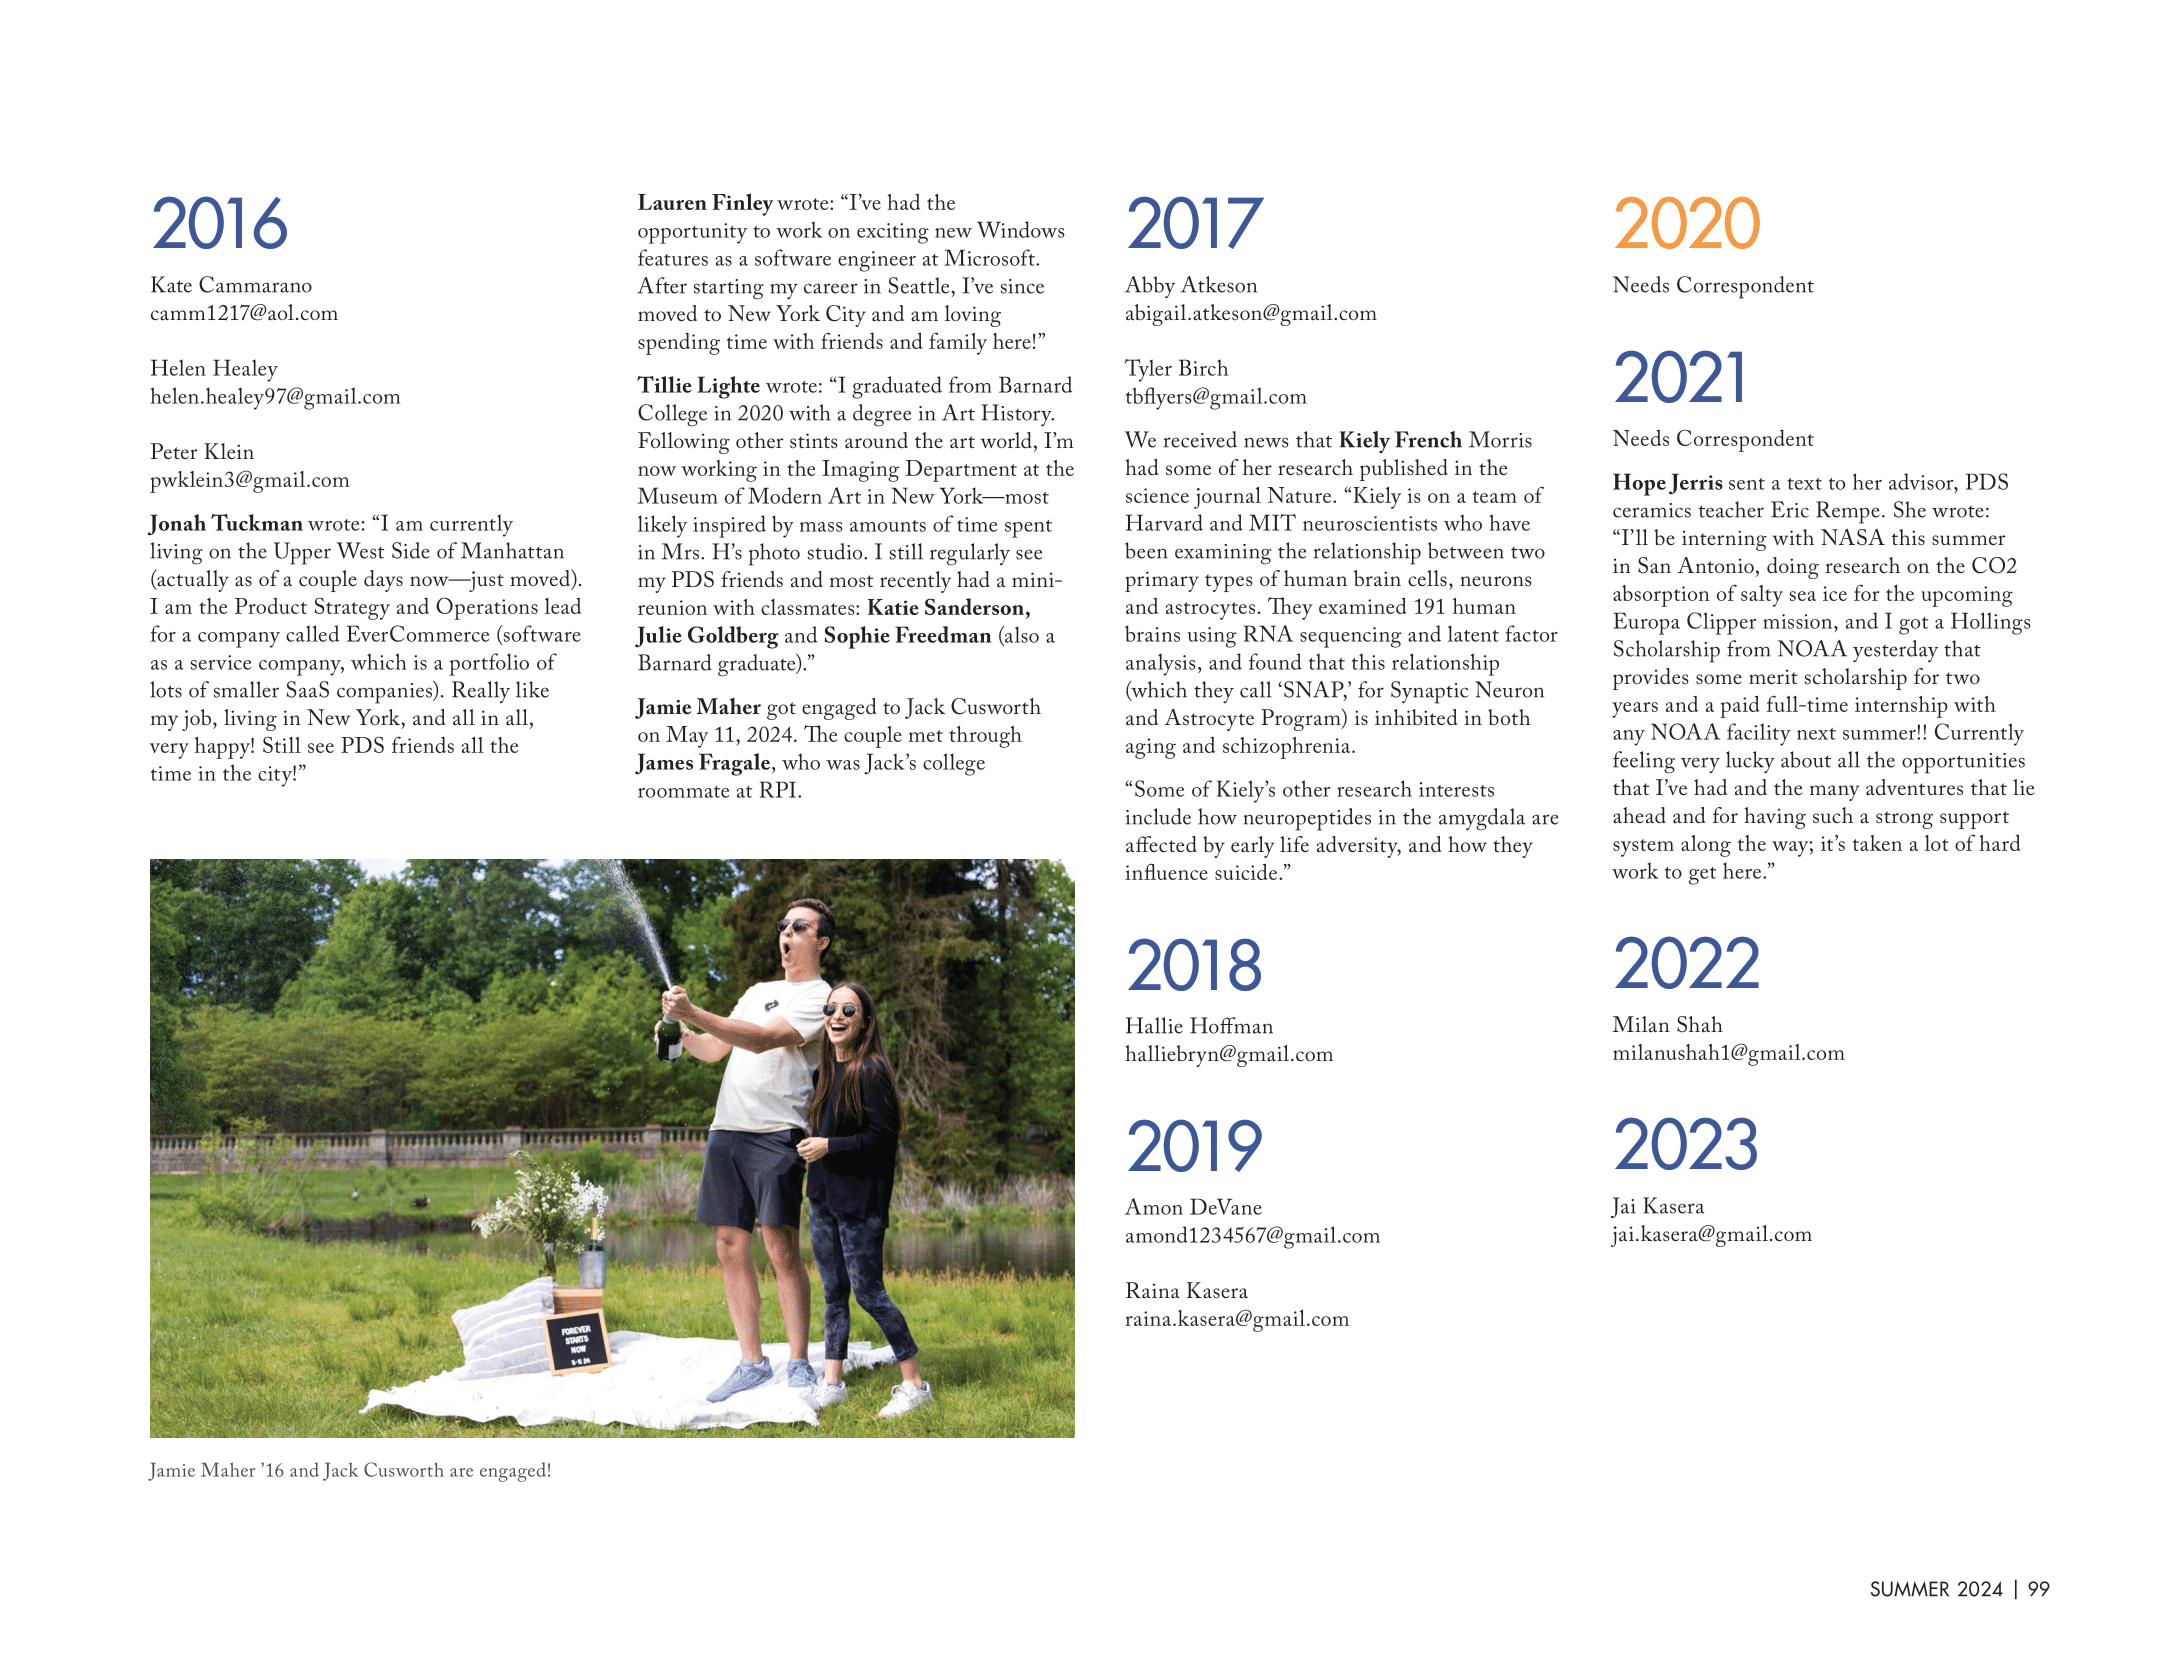 2016
Kate Cammarano
camm1217@aol.com
Helen Healey
helen.healey97@gmail.com
Peter Klein
pwklein3@gmail.com
Jonah Tuckman wrote: “I am currently
living on the Upper West Side of Manhattan
(actually as of a couple days now—just moved).
I am the Product Strategy and Operations lead
for a company called EverCommerce (software
as a service company, which is a portfolio of
lots of smaller SaaS companies). Really like
my job, living in New York, and all in all,
very happy! Still see PDS friends all the
time in the city!”
Lauren Finley wrote: “I’ve had the
opportunity to work on exciting new Windows
features as a software engineer at Microsoft.
After starting my career in Seattle, I’ve since
moved to New York City and am loving
spending time with friends and family here!”
Tillie Lighte wrote: “I graduated from Barnard
College in 2020 with a degree in Art History.
Following other stints around the art world, I’m
now working in the Imaging Department at the
Museum of Modern Art in New York—most
likely inspired by mass amounts of time spent
in Mrs. H’s photo studio. I still regularly see
my PDS friends and most recently had a mini-
reunion with classmates: Katie Sanderson,
Julie Goldberg and Sophie Freedman (also a
Barnard graduate).”
Jamie Maher got engaged to Jack Cusworth
on May 11, 2024. The couple met through
James Fragale, who was Jack’s college
roommate at RPI.
FOREVER
STARTS
NOW
5-11 24
Jamie Maher ’16 and Jack Cusworth are engaged!
2017
Abby Atkeson
abigail.atkeson@gmail.com
Tyler Birch
tbflyers@gmail.com
We received news that Kiely French Morris
had some of her research published in the
science journal Nature. “Kiely is on a team of
Harvard and MIT neuroscientists who have
been examining the relationship between two
primary types of human brain cells, neurons
and astrocytes. They examined 191 human
brains using RNA sequencing and latent factor
analysis, and found that this relationship
(which they call ‘SNAP,’ for Synaptic Neuron
and Astrocyte Program) is inhibited in both
aging and schizophrenia.
“Some of Kiely’s other research interests
include how neuropeptides in the amygdala are
affected by early life adversity, and how they
influence suicide.”
2018
Hallie Hoffman
halliebryn@gmail.com
2019
Amon DeVane
amond1234567@gmail.com
Raina Kasera
raina.kasera@gmail.com
2020
Needs Correspondent
2021
Needs Correspondent
Hope Jerris sent a text to her advisor, PDS
ceramics teacher Eric Rempe. She wrote:
“I’ll be interning with NASA this summer
in San Antonio, doing research on the CO2
absorption of salty sea ice for the upcoming
Europa Clipper mission, and I got a Hollings
Scholarship from NOAA yesterday that
provides some merit scholarship for two
years and a paid full-time internship with
any NOAA facility next summer!! Currently
feeling very lucky about all the opportunities
that I’ve had and the many adventures that lie
ahead and for having such a strong support
system along the way; it’s taken a lot of hard
work to get here.”
2022
Milan Shah
milanushah1@gmail.com
2023
Jai Kasera
jai.kasera@gmail.com
SUMMER 2024 | 99